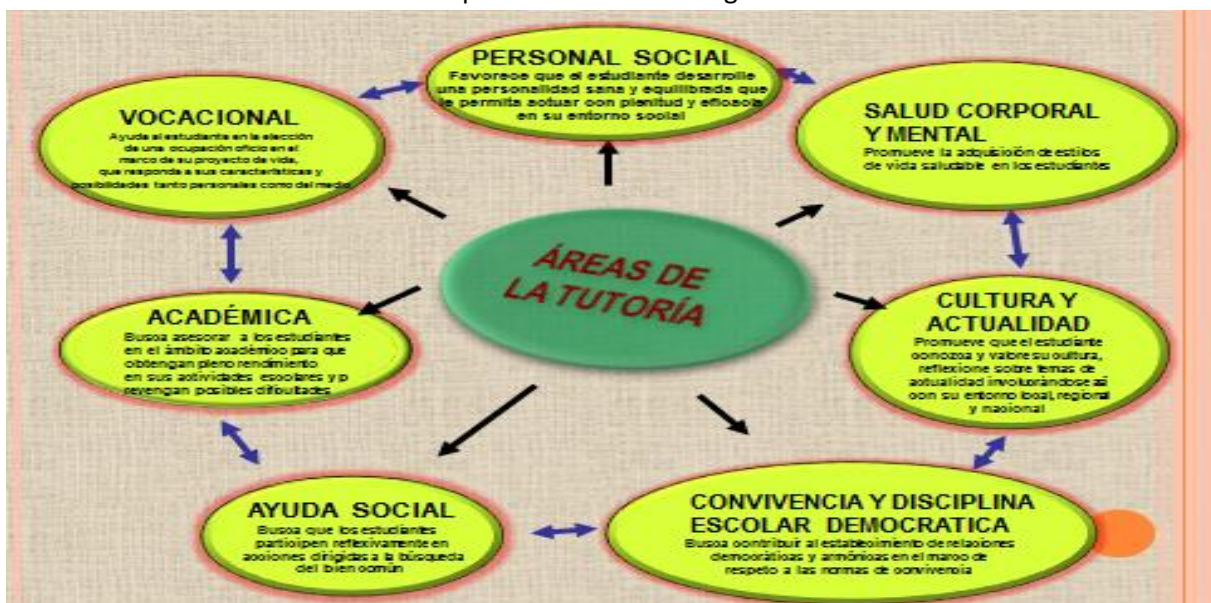 PERSONAL SOCIAL
Favorece que el estudiante desarrolle
una personalidad sana y equilibrada que
le permita actuar con plenitud y eficacia
en su entorno social
VOCACIONAL
Ayuda al estudiante en la elección
de una ocupación oficio en el
marco de su proyecto de vida,
que responda a sus características y
posibilidades tanto personales como del medio
SALUD CORPORAL
Y MENTAL
Promueve la adquisición de estilos
de vida saludable en los estudiantes
ÁREAS DE
LA TUTORÍA
ACADÉMICA
Busca asesorar a los estudiantes
en el ámbito académico para que
obtengan pleno rendimiento
en sus actividades escolares y p
revengan posibles dificultades
CULTURA Y
ACTUALIDAD
Promueve que el estudiante
conozca y valore su cultura,
reflexione sobre temas de
actualidad involucrándose así
con su entorno local, regional
y nacional
AYUDA SOCIAL
Busca que los estudiantes
participen reflexivamente en
acciones dirigidas a la búsqueda
del bien común
CONVIVENCIA Y DISCIPLINA
ESCOLAR DEMOCRATICA
Busca contribuir al establecimiento de relaciones
democráticas y armónicas en el marco de
respeto a las normas de convivencia